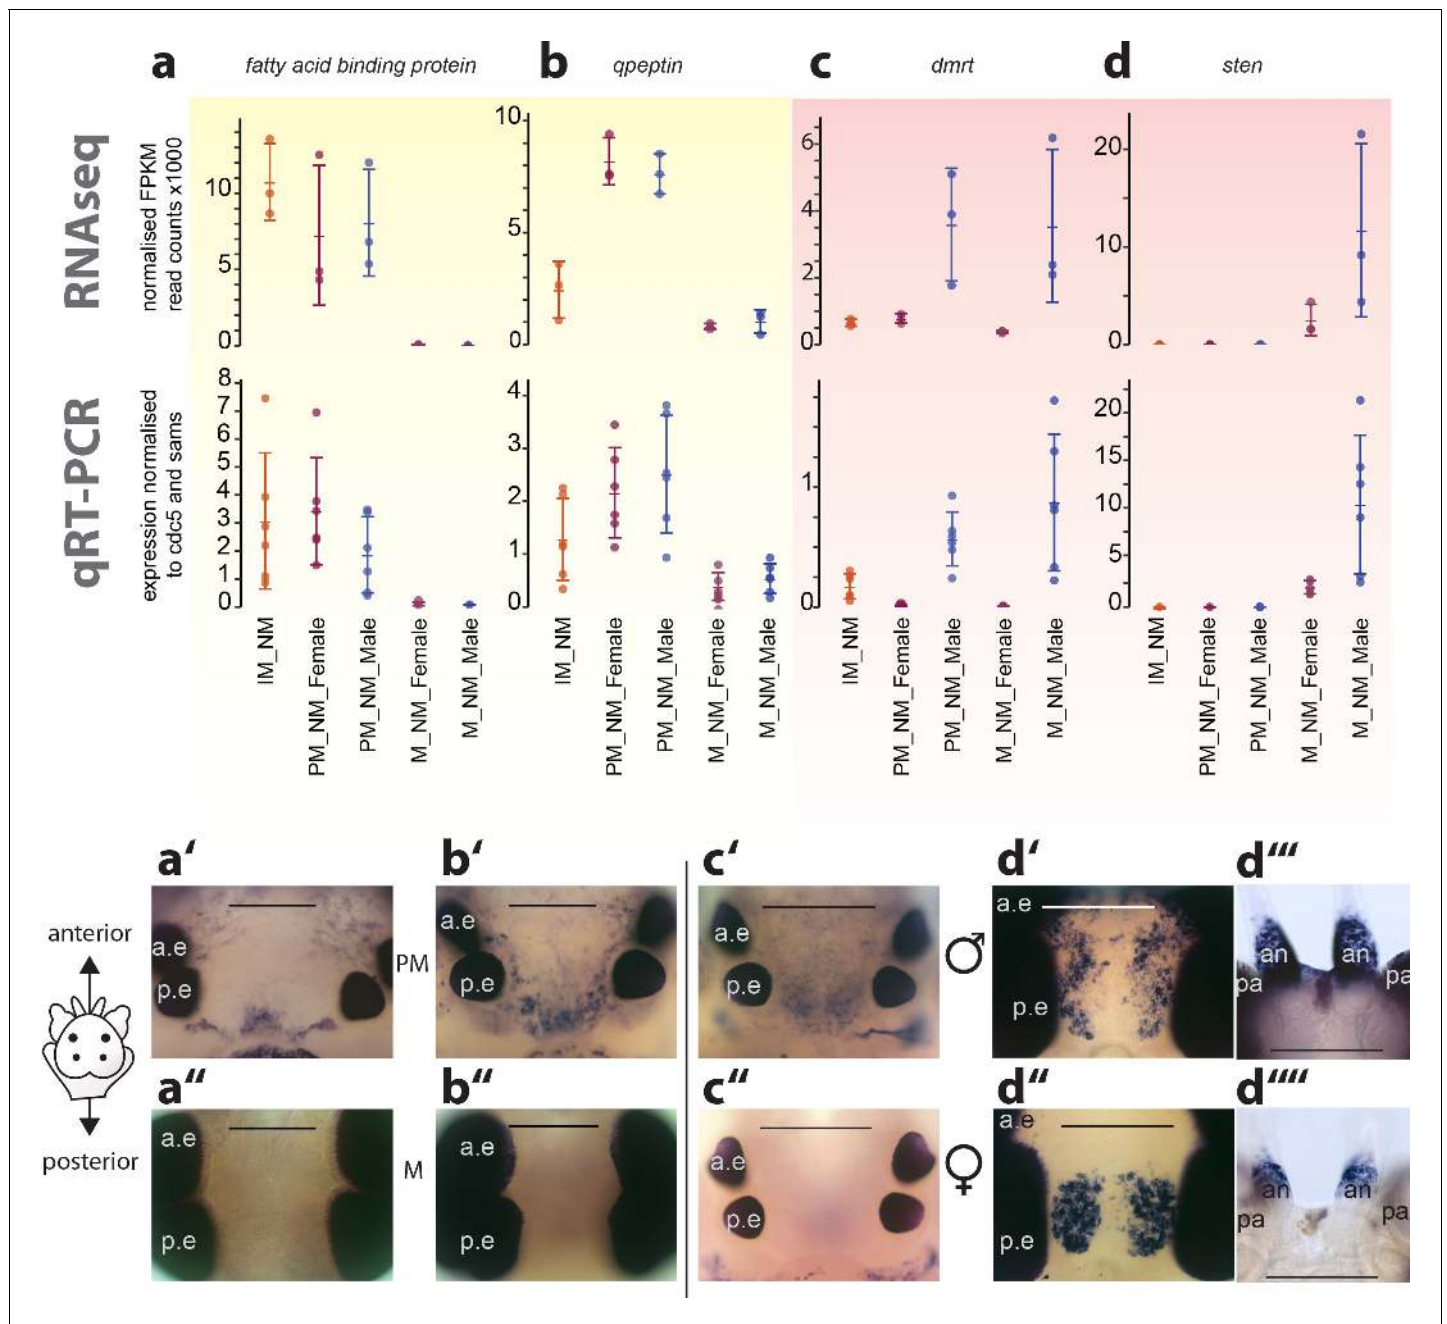 a fatty acid binding protein b qpeptin c dmrt d sten
RNAseq
normalised FPKM
read counts x1000
10
5
0
10
5
0
6
4
2
0
20
10
0
qRT-PCR
expression normalised
to cdc5 and sams
8
7
6
5
4
3
2
1
0
4
3
2
1
0
1
0
20
15
10
5
0
IM_NM PM_NM_Female PM_NM_Male M_NM_Female M_NM_Male
IM_NM PM_NM_Female PM_NM_Male M_NM_Female M_NM_Male
IM_NM PM_NM_Female PM_NM_Male M_NM_Female M_NM_Male
IM_NM PM_NM_Female PM_NM_Male M_NM_Female M_NM_Male
a' b' c' d' d'''
anterior
posterior
a.e
p.e
PM
a.e
p.e
a.e
p.e
♂
a.e
p.e
an an
pa pa
a'' b'' c'' d'' d''''
a.e
p.e
M
a.e
p.e
a.e
p.e
♀
a.e
p.e
an an
pa pa